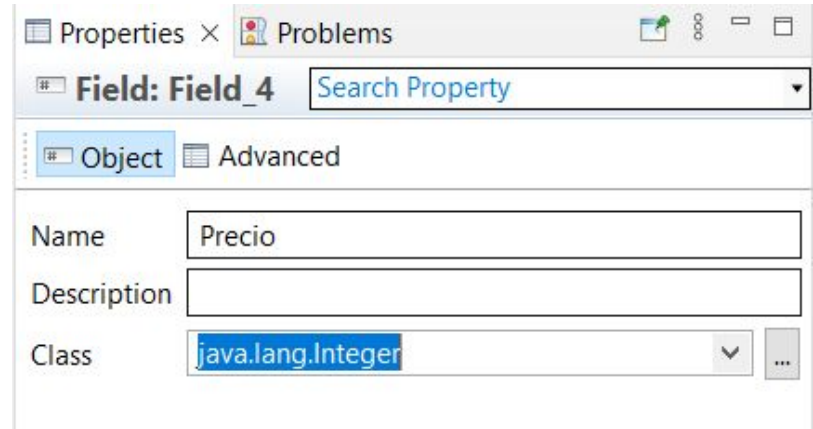 Properties Problems
Field: Field_4 Search Property
Object Advanced
Name Precio
Description
Class java.lang.Integer ...